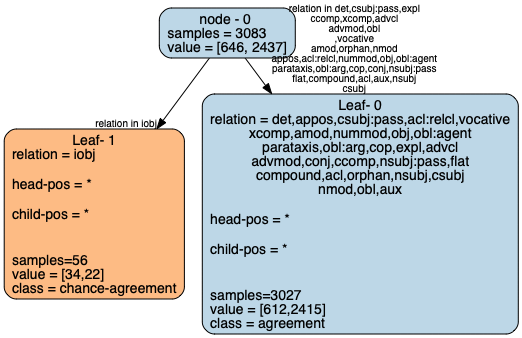 node - 0
samples = 3083
value = [646, 2437]
relation in det,csubj:pass,expl
ccomp,xcomp,advcl
advmod,obl
,vocative
amod,orphan,nmod
appos,acl:relcl,nummod,obj,obl:agent
parataxis,obl:arg,cop,conj,nsubj:pass
flat,compound,acl,aux,nsubj
csubj
relation in iobj
Leaf- 1
relation = iobj
head-pos = *
child-pos = *
samples=56
value = [34,22]
class = chance-agreement
Leaf- 0
relation = det,appos,csubj:pass,acl:relcl,vocative
xcomp,amod,nummod,obj,obl:agent
parataxis,obl:arg,cop,expl,advcl
advmod,conj,ccomp,nsubj:pass,flat
compound,acl,orphan,nsubj,csubj
nmod,obl,aux
head-pos = *
child-pos = *
samples=3027
value = [612,2415]
class = agreement